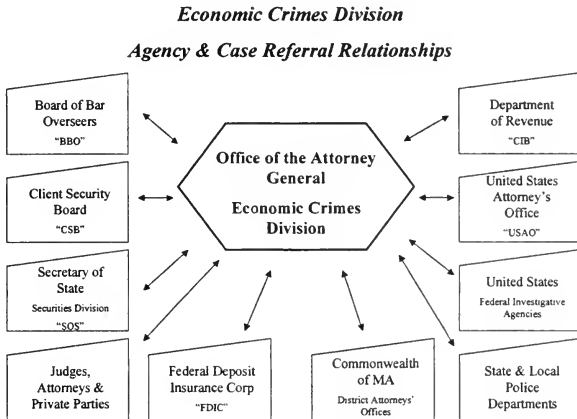 Economic Crimes Division
Agency & Case Referral Relationships
Board of Bar
Overseers
"BBO"
Client Security
Board
"CSB"
Secretary of
State
Securities Division
"SOS"
Judges,
Attorneys &
Private Parties
Office of the Attorney
General
Economic Crimes
Division
Federal Deposit
Insurance Corp
"FDIC"
Commonwealth
of MA
District Attorneys'
Offices
Department
of Revenue
"CIB"
United States
Attorney's
Office
"USAO"
United States
Federal Investigative
Agencies
State & Local
Police
Departments